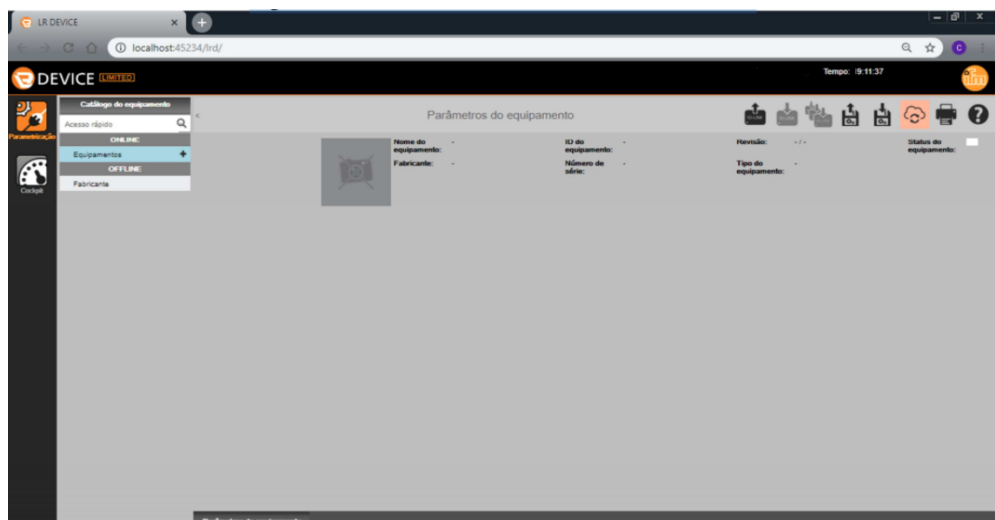 LR DEVICE
localhost:45234/lrd/
C
DEVICE LIMITED
Tempo: 19:11:37
ifm
Catálogo do equipamento
Parametrização
Acesso rápido
ONLINE
Equipamentos +
OFFLINE
Fabricante
Cockpit
<
Parâmetros do equipamento
Nome do equipamento: -
ID do equipamento: -
Revisão: -/-
Status do equipamento:
Fabricante: -
Número de série: -
Tipo do equipamento: -